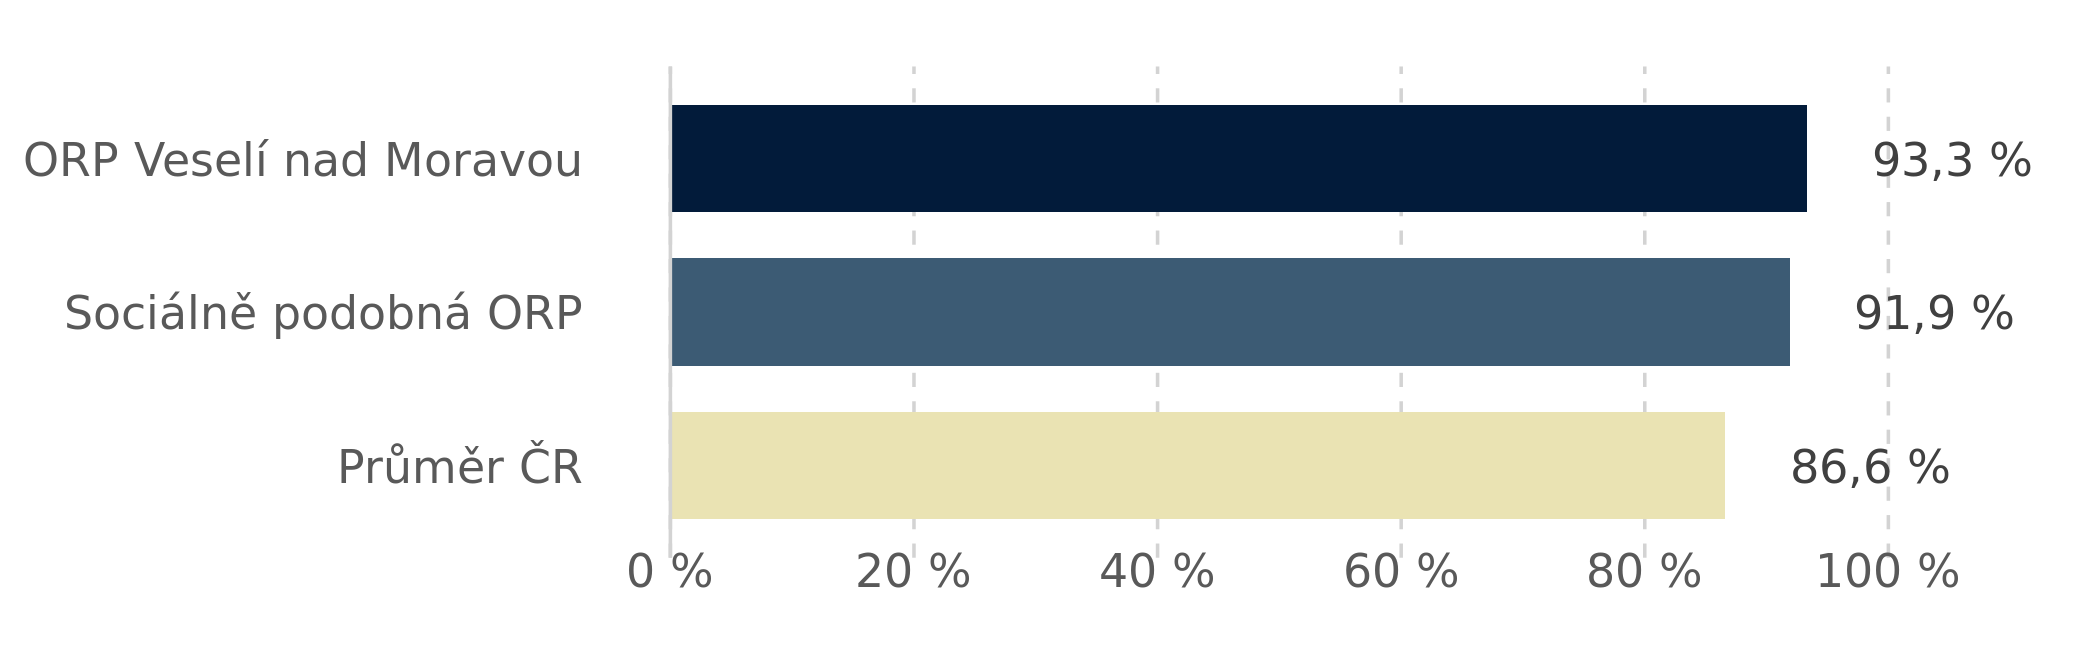 ORP Veselí nad Moravou 93,3 %
Sociálně podobná ORP 91,9 %
Průměr ČR 86,6 %
0 % 20 % 40 % 60 % 80 % 100 %